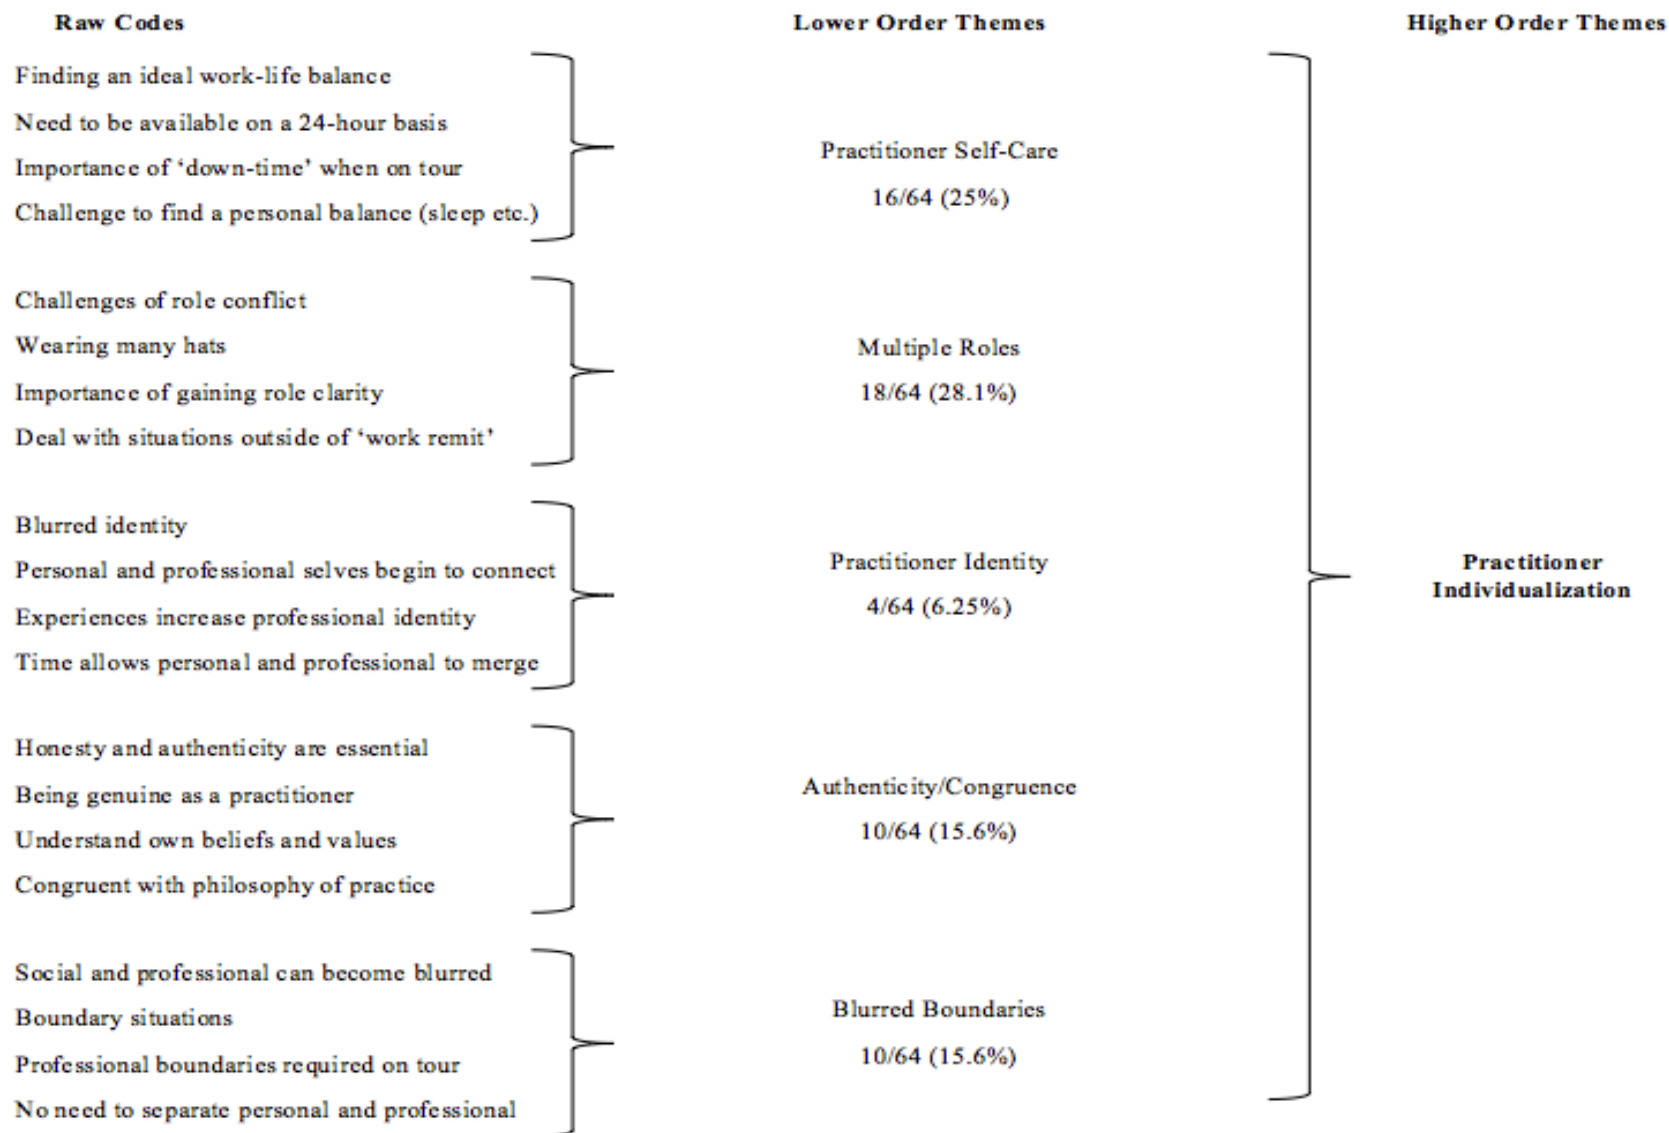 Raw Codes
Lower Order Themes
Higher Order Themes
Finding an ideal work-life balance
Need to be available on a 24-hour basis
Importance of ‘down-time’ when on tour
Challenge to find a personal balance (sleep etc.)
Practitioner Self-Care
16/64 (25%)
Challenges of role conflict
Wearing many hats
Importance of gaining role clarity
Deal with situations outside of ‘work remit’
Multiple Roles
18/64 (28.1%)
Blurred identity
Personal and professional selves begin to connect
Experiences increase professional identity
Time allows personal and professional to merge
Practitioner Identity
4/64 (6.25%)
Honesty and authenticity are essential
Being genuine as a practitioner
Understand own beliefs and values
Congruent with philosophy of practice
Authenticity/Congruence
10/64 (15.6%)
Social and professional can become blurred
Boundary situations
Professional boundaries required on tour
No need to separate personal and professional
Blurred Boundaries
10/64 (15.6%)
Practitioner
Individualization